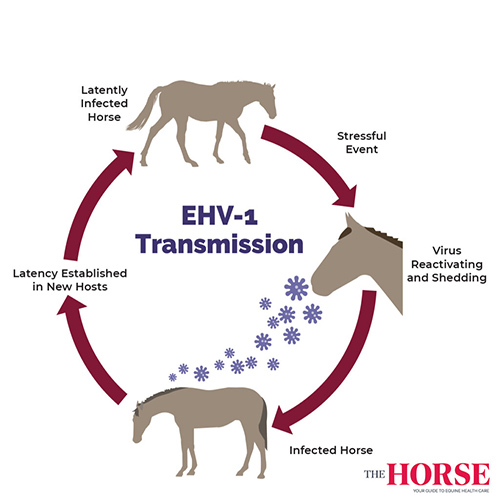 Latently
Infected
Horse
Stressful
Event
EHV-1
Transmission
Virus
Reactivating
and Shedding
Latency Established
in New Hosts
Infected Horse
THE HORSE
YOUR GUIDE TO EQUINE HEALTH CARE